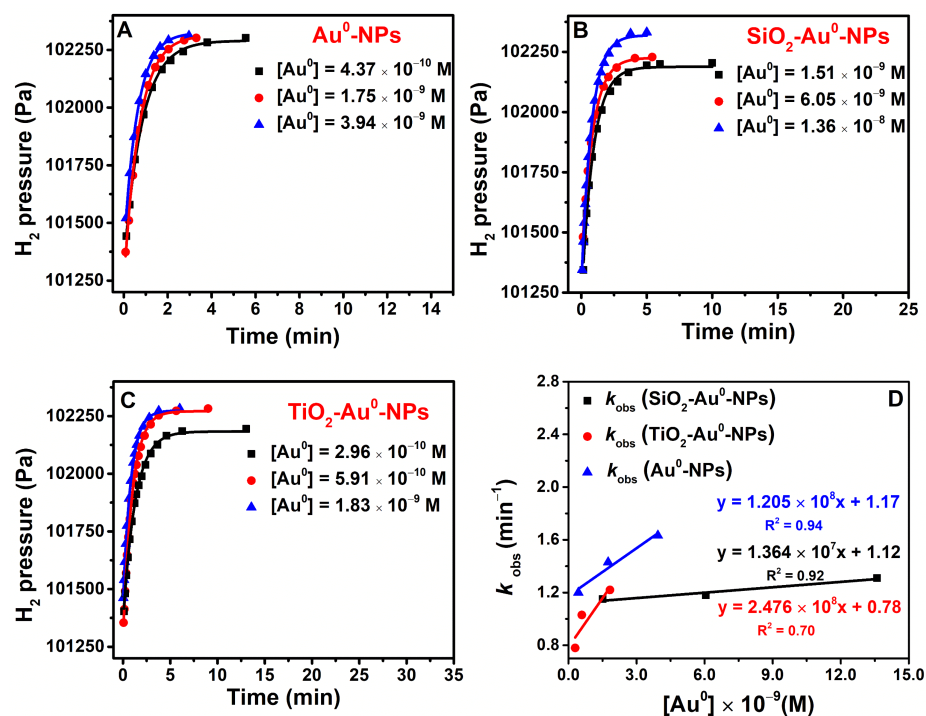 A
Au⁰-NPs
[Au⁰] = 4.37 × 10⁻¹⁰ M
[Au⁰] = 1.75 × 10⁻⁹ M
[Au⁰] = 3.94 × 10⁻⁹ M
102250
102000
101750
101500
101250
H₂ pressure (Pa)
0 2 4 6 8 10 12 14
Time (min)
B
SiO₂-Au⁰-NPs
[Au⁰] = 1.51 × 10⁻⁹ M
[Au⁰] = 6.05 × 10⁻⁹ M
[Au⁰] = 1.36 × 10⁻⁸ M
102250
102000
101750
101500
101250
H₂ pressure (Pa)
0 5 10 15 20 25
Time (min)
C
TiO₂-Au⁰-NPs
[Au⁰] = 2.96 × 10⁻¹⁰ M
[Au⁰] = 5.91 × 10⁻¹⁰ M
[Au⁰] = 1.83 × 10⁻⁹ M
102250
102000
101750
101500
101250
H₂ pressure (Pa)
0 5 10 15 20 25 30 35
Time (min)
D
k obs (SiO₂-Au⁰-NPs)
k obs (TiO₂-Au⁰-NPs)
k obs (Au⁰-NPs)
y = 1.205 × 10⁸x + 1.17
R² = 0.94
y = 1.364 × 10⁷x + 1.12
R² = 0.92
y = 2.476 × 10⁸x + 0.78
R² = 0.70
2.8
2.4
2.0
1.6
1.2
0.8
k obs (min⁻¹)
0.0 3.0 6.0 9.0 12.0 15.0
[Au⁰] × 10⁻⁹(M)